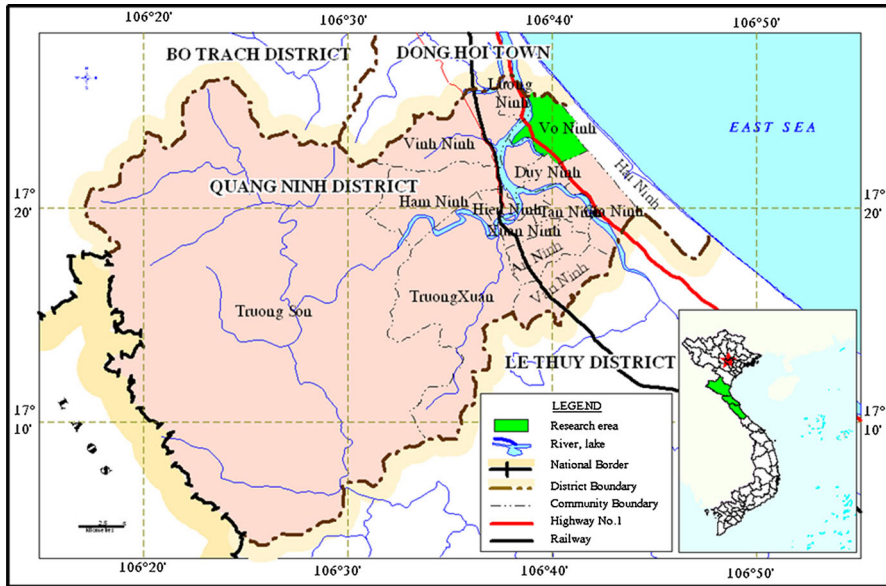 106°20' 106°30' 106°40' 106°50'
BO TRACH DISTRICT
DONG HOI TOWN
Luong
Ninh
Vo Ninh
EAST SEA
Vinh Ninh
Duy Ninh
Hai Ninh
17°
20'
17°
20'
QUANG NINH DISTRICT
Ham Ninh
Hien Ninh
Tan Ninh
Ninh
Xuan Ninh
An Ninh
Van Ninh
Truong Son
TruongXuan
LE THUY DISTRICT
LAOS
17°
10'
17°
10'
LEGEND
Research erea
River, lake
National Border
District Boundary
Community Boundary
Highway No.1
Railway
106°20' 106°30' 106°40' 106°50'